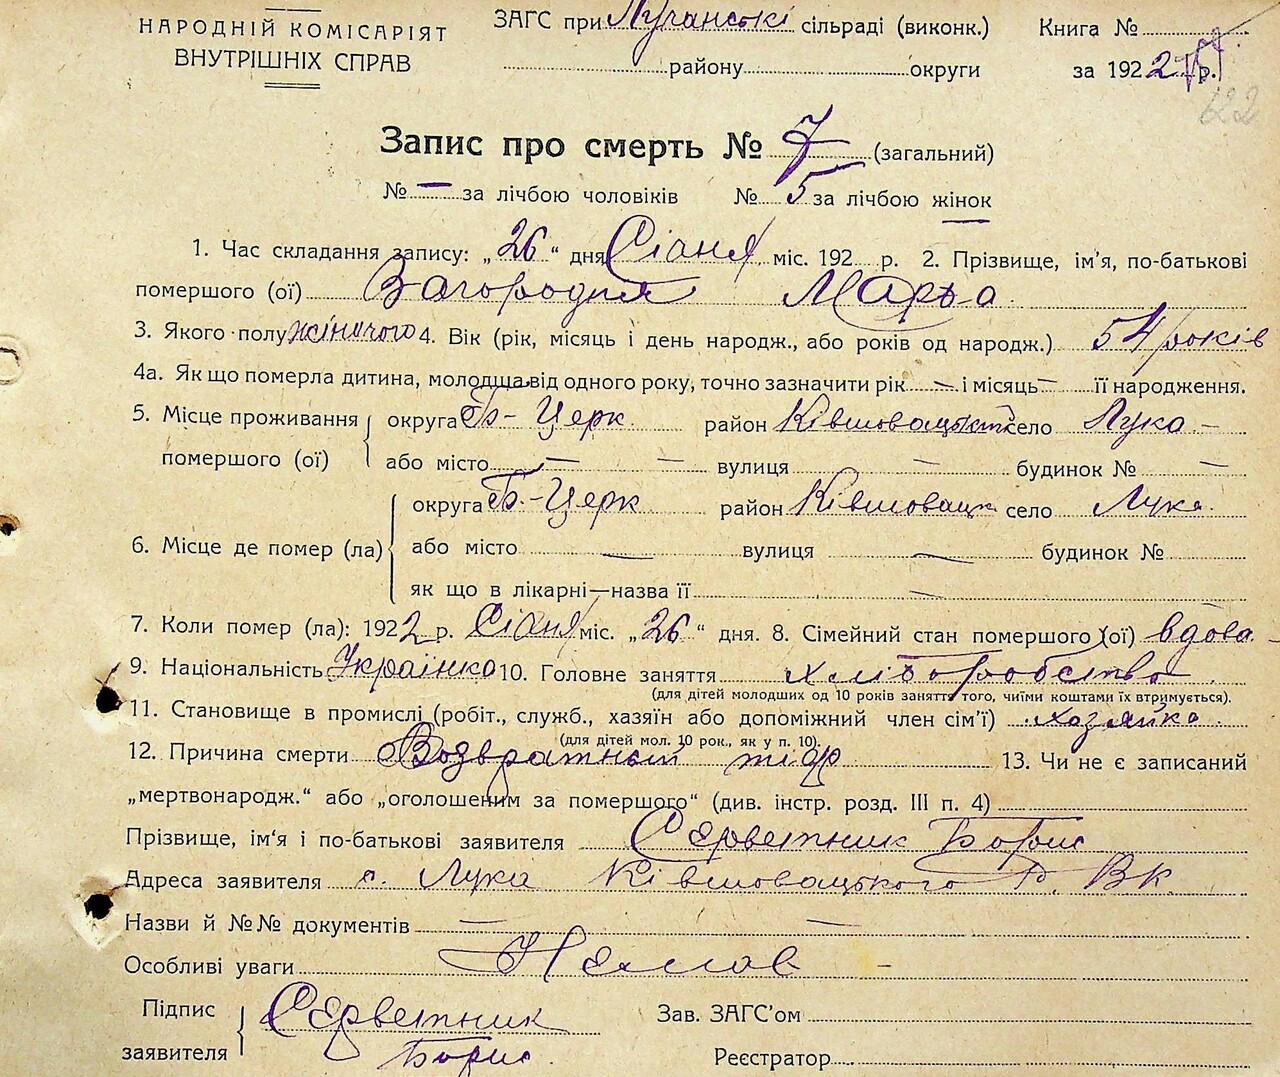 НАРОДНІЙ КОМІСАРІЯТ
ВНУТРІШНІХ СПРАВ
ЗАГС при Лучанські сільраді (виконк.)
району округи
Книга №
за 1922 р.
622
Запис про смерть № 7 (загальний)
№ — за лічбою чоловіків № 5 за лічбою жінок
1. Час складання запису: „26“ дня Січня міс. 192 р. 2. Прізвище, ім'я, по-батькові
помершого (ої) Загородня Марья
3. Якого полу жіночого 4. Вік (рік, місяць і день народж., або років од народж.) 54 років
4а. Як що померла дитина, молодша від одного року, точно зазначити рік — і місяць — її народження.
5. Місце проживання помершого (ої) округа Б-Церк район Ківшовацький село Лука –
або місто — — вулиця — будинок № —
6. Місце де помер (ла) округа Б-Церк район Ківшовацьк село Лука
або місто — вулиця — будинок №
як що в лікарні—назва її —
7. Коли помер (ла): 1922 р. Січня міс. „26“ дня. 8. Сімейний стан помершого (ої) вдова –
9. Національність Українка 10. Головне заняття хліборобство
(для дітей молодших од 10 років заняття того, чиїми коштами їх втримується).
11. Становище в промислі (робіт., служб., хазяїн або допоміжний член сім'ї) хозяйка
(для дітей мол. 10 рок., як у п. 10).
12. Причина смерти Возвратный тиф 13. Чи не є записаний
„мертвонародж.“ або „оголошеним за помершого“ (див. інстр. розд. III п. 4)
Прізвище, ім'я і по-батькові заявителя Серветник Борис
Адреса заявителя с. Лука Ківшовацького Р. ВК
Назви й №№ документів — —
Особливі уваги Немає –
Підпис заявителя Серветник Борис
Зав. ЗАГС'ом
Реєстратор